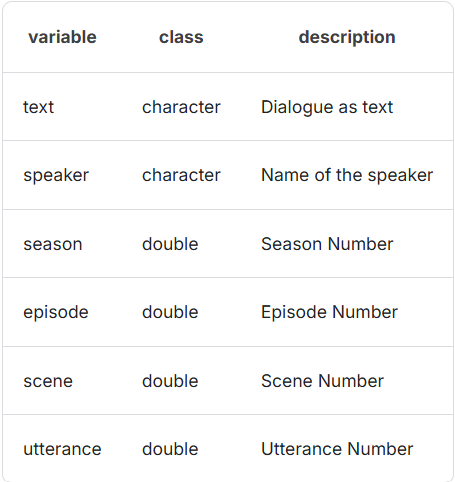 variable class description
text character Dialogue as text
speaker character Name of the speaker
season double Season Number
episode double Episode Number
scene double Scene Number
utterance double Utterance Number